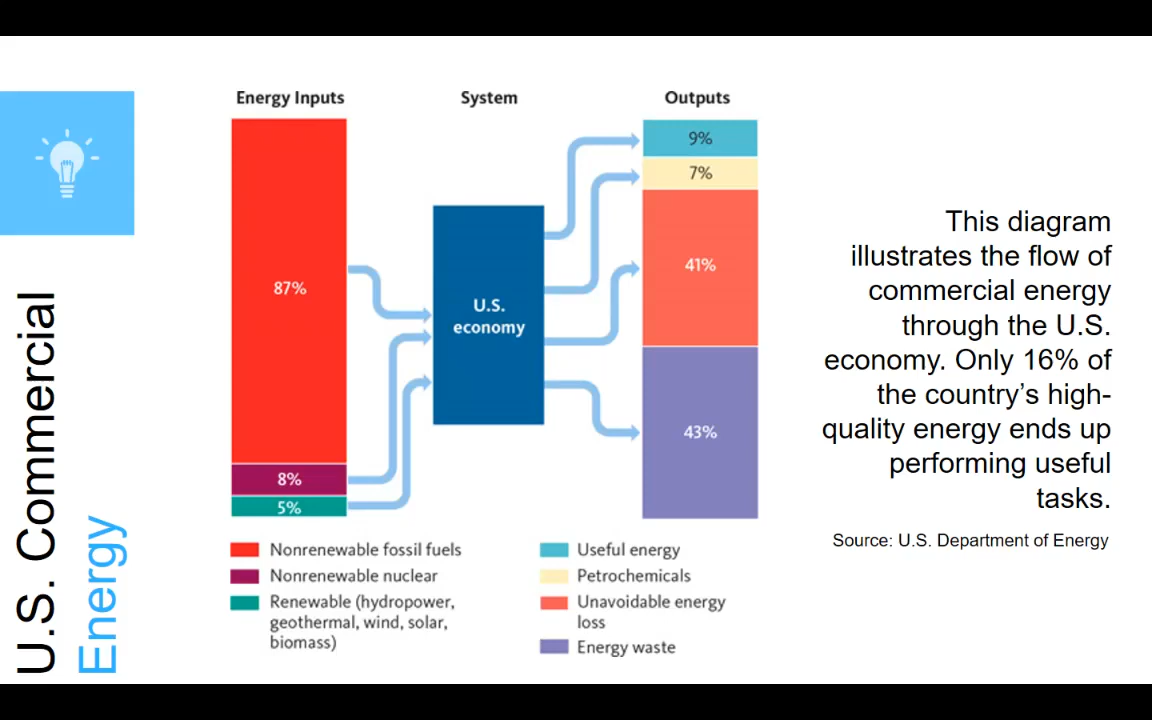 U.S. Commercial
Energy
Energy Inputs
System
Outputs
87%
8%
5%
U.S.
economy
9%
7%
41%
43%
Nonrenewable fossil fuels
Nonrenewable nuclear
Renewable (hydropower,
geothermal, wind, solar,
biomass)
Useful energy
Petrochemicals
Unavoidable energy
loss
Energy waste
This diagram
illustrates the flow of
commercial energy
through the U.S.
economy. Only 16% of
the country’s high-
quality energy ends up
performing useful
tasks.
Source: U.S. Department of Energy